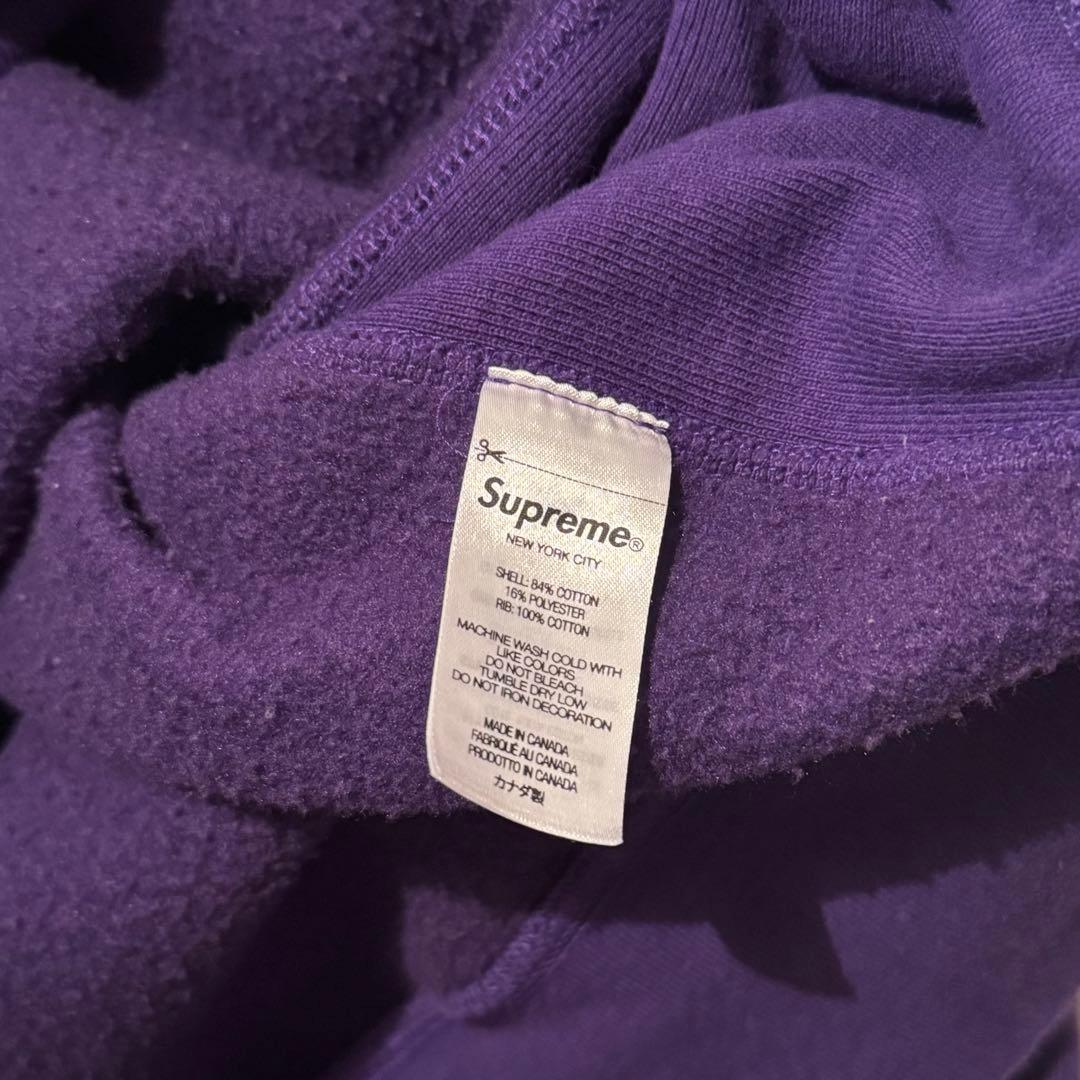 Supreme®
NEW YORK CITY
SHELL: 84% COTTON
16% POLYESTER
RIB: 100% COTTON
MACHINE WASH COLD WITH
LIKE COLORS
DO NOT BLEACH
TUMBLE DRY LOW
DO NOT IRON DECORATION
MADE IN CANADA
FABRIQUÉ AU CANADA
PRODOTTO IN CANADA
カナダ製